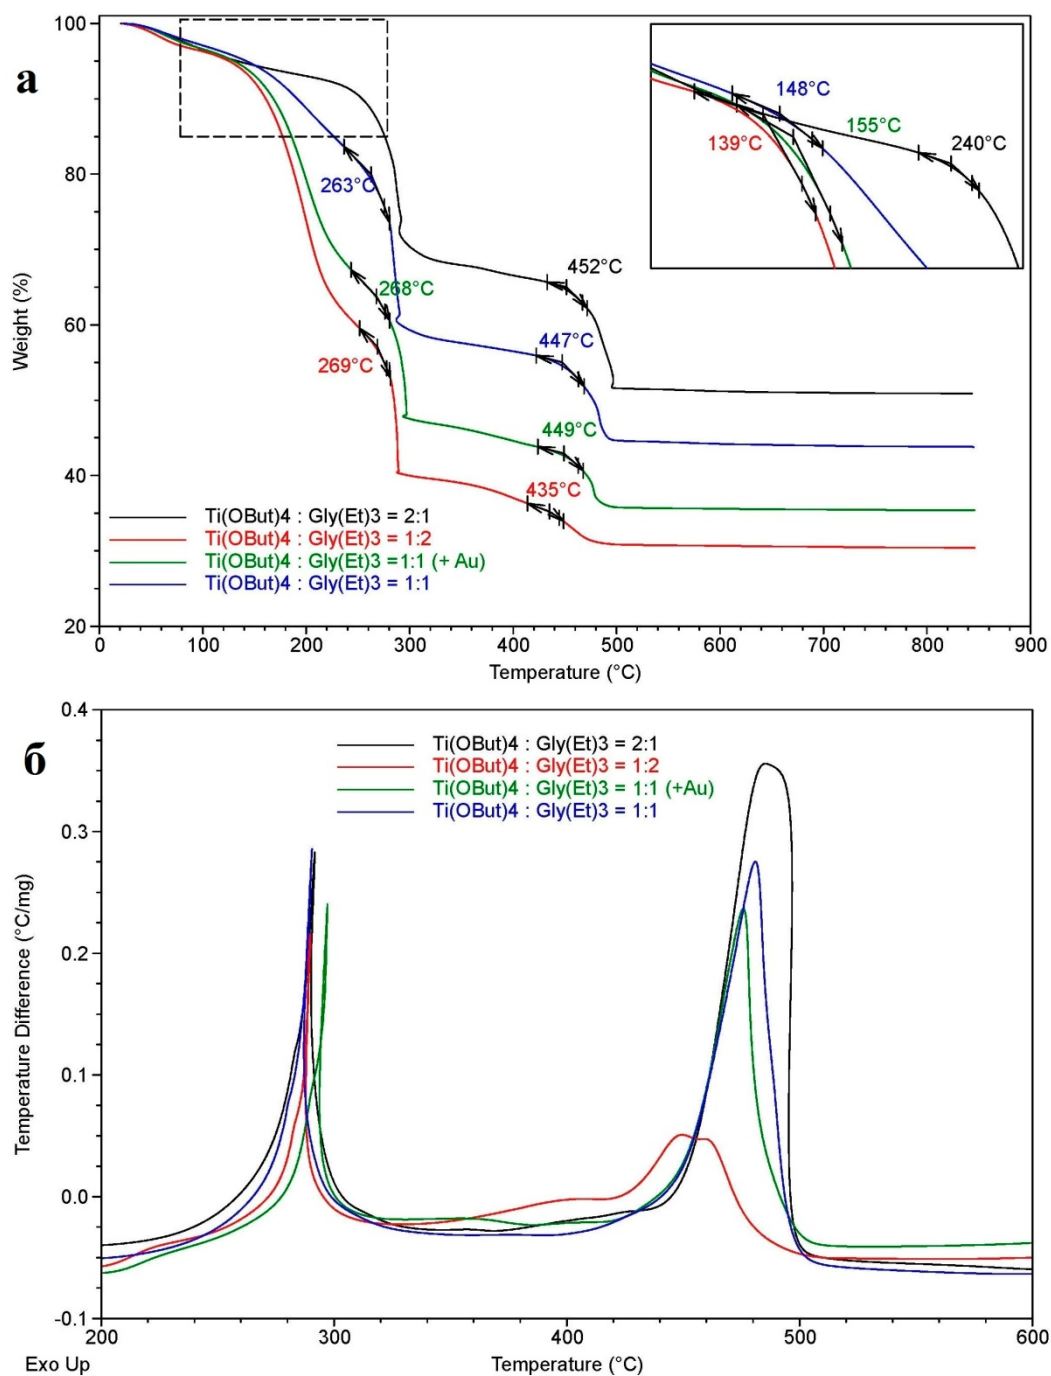 а
100
80
60
40
20
Weight (%)
148°C
155°C
139°C
240°C
263°C
268°C
269°C
452°C
447°C
449°C
435°C
Ti(OBut)4 : Gly(Et)3 = 2:1
Ti(OBut)4 : Gly(Et)3 = 1:2
Ti(OBut)4 : Gly(Et)3 =1:1 (+ Au)
Ti(OBut)4 : Gly(Et)3 = 1:1
0 100 200 300 400 500 600 700 800 900
Temperature (°C)
б
0.4
0.3
0.2
0.1
0.0
-0.1
Temperature Difference (°C/mg)
Ti(OBut)4 : Gly(Et)3 = 2:1
Ti(OBut)4 : Gly(Et)3 = 1:2
Ti(OBut)4 : Gly(Et)3 = 1:1 (+Au)
Ti(OBut)4 : Gly(Et)3 = 1:1
200 300 400 500 600
Exo Up
Temperature (°C)